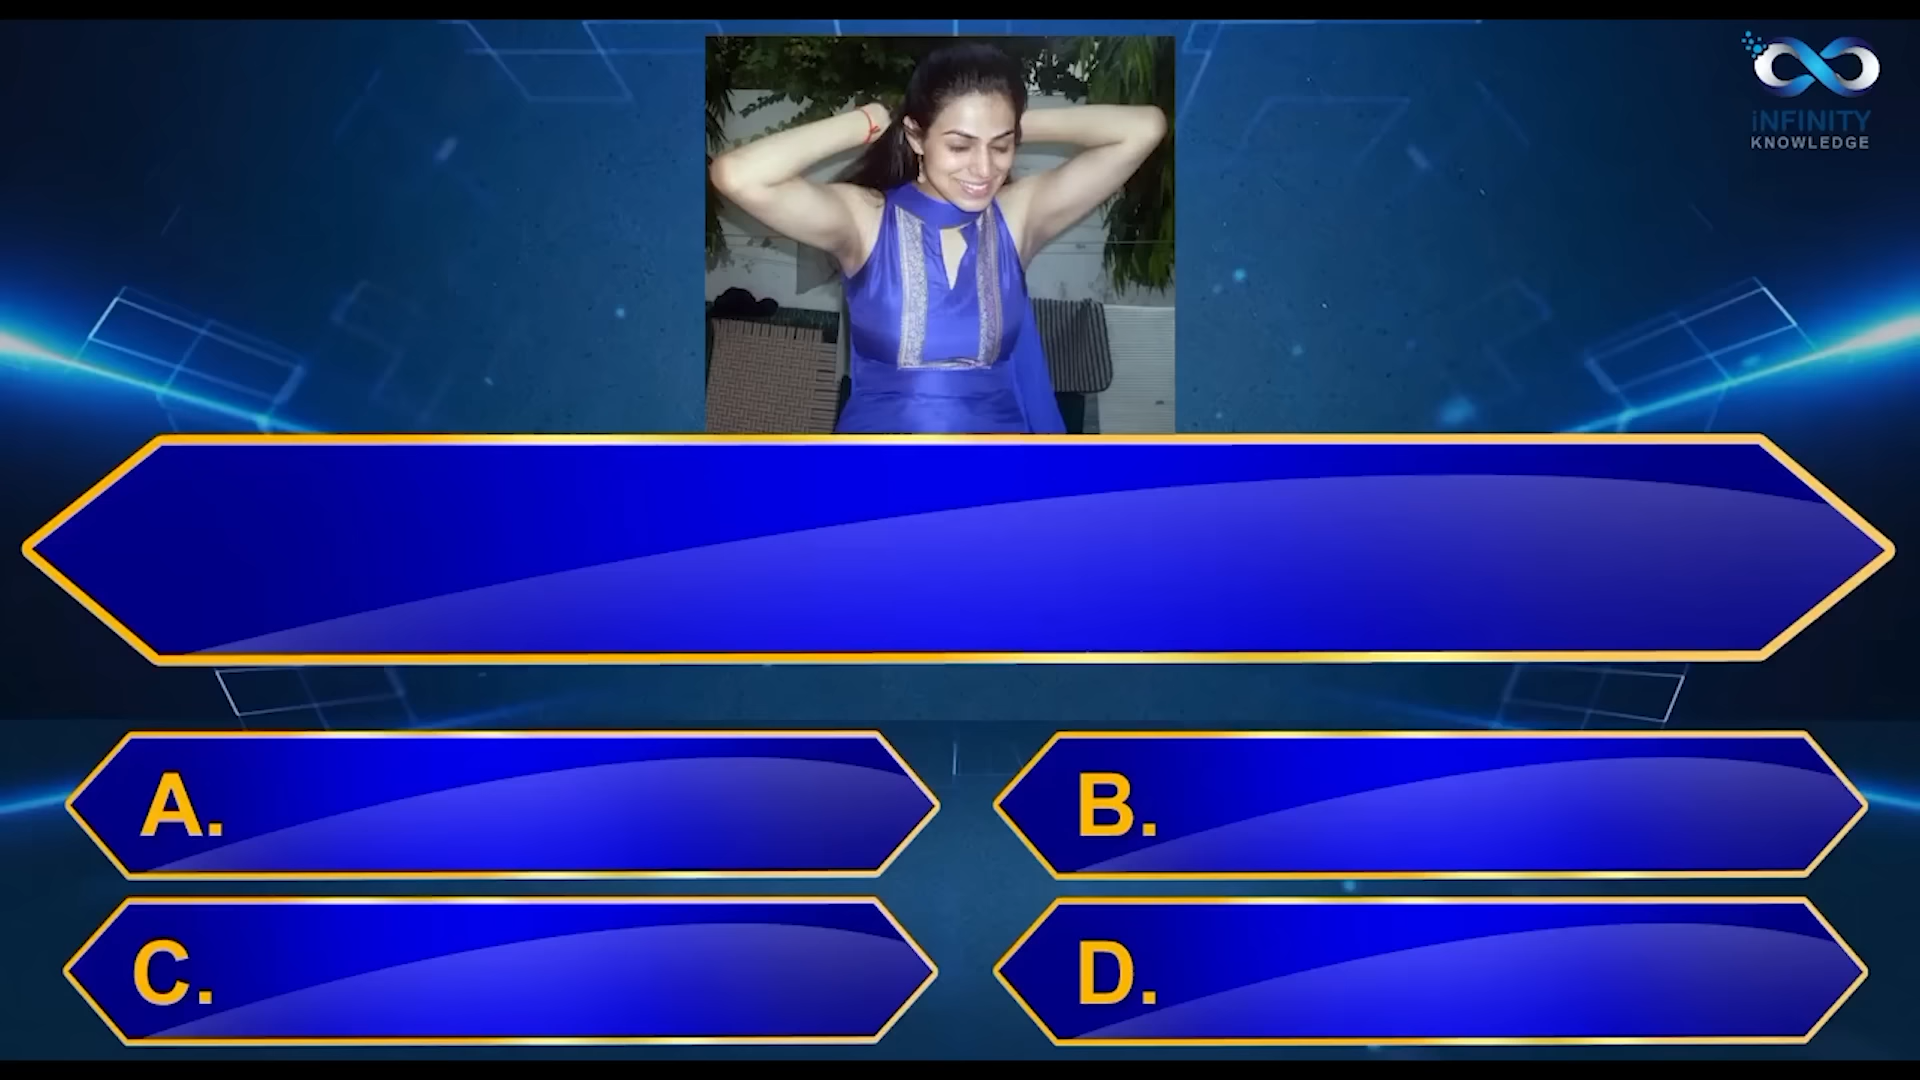 iNFINITY
KNOWLEDGE
A.
B.
C.
D.